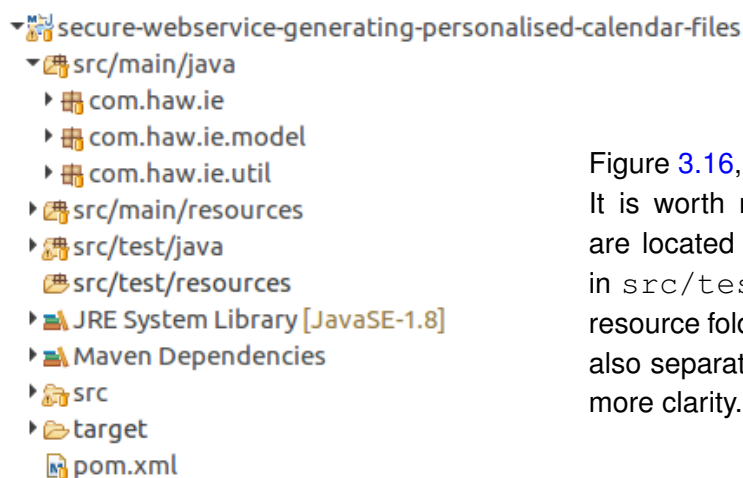 secure-webservice-generating-personalised-calendar-files
src/main/java
com.haw.ie
com.haw.ie.model
com.haw.ie.util
src/main/resources
src/test/java
src/test/resources
JRE System Library [JavaSE-1.8]
Maven Dependencies
src
target
pom.xml
Figure 3.16,
It is worth
are located
in src/tes
resource fol
also separat
more clarity.